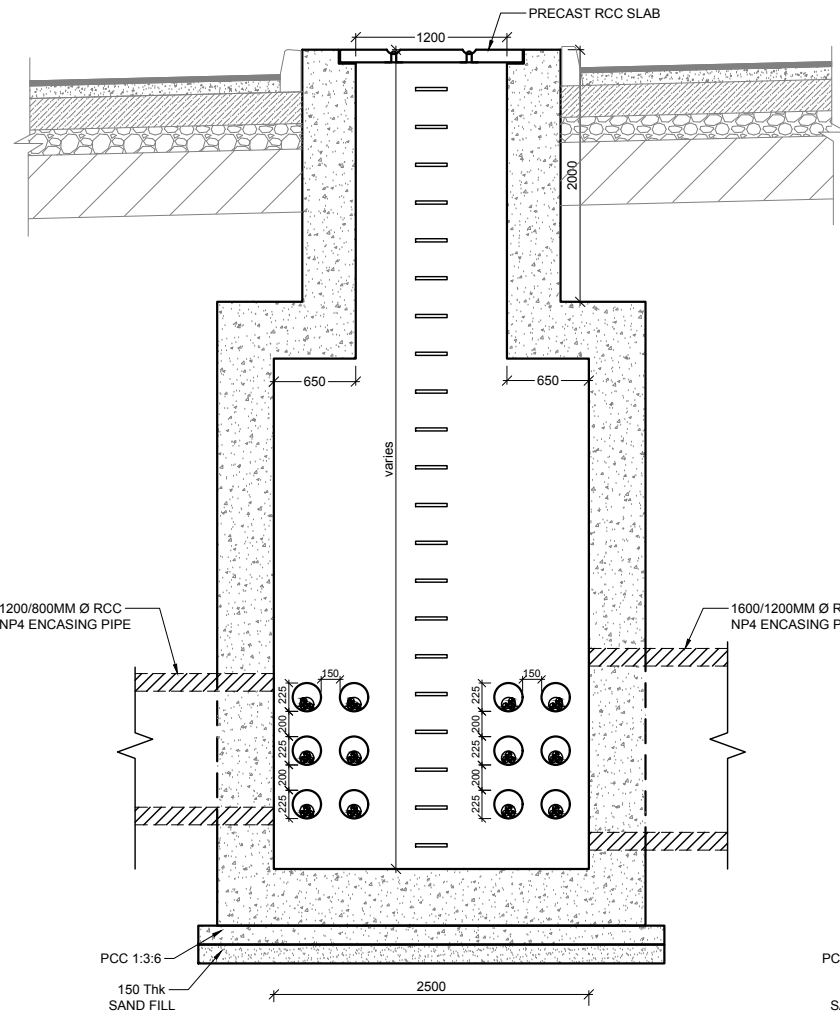 PRECAST RCC SLAB
1200
2000
650
650
varies
1200/800MM Ø RCC
NP4 ENCASING PIPE
1600/1200MM Ø R
NP4 ENCASING P
150
150
225
225
200
200
225
225
200
200
225
225
PCC 1:3:6
PC
150 Thk
SAND FILL
SA
2500